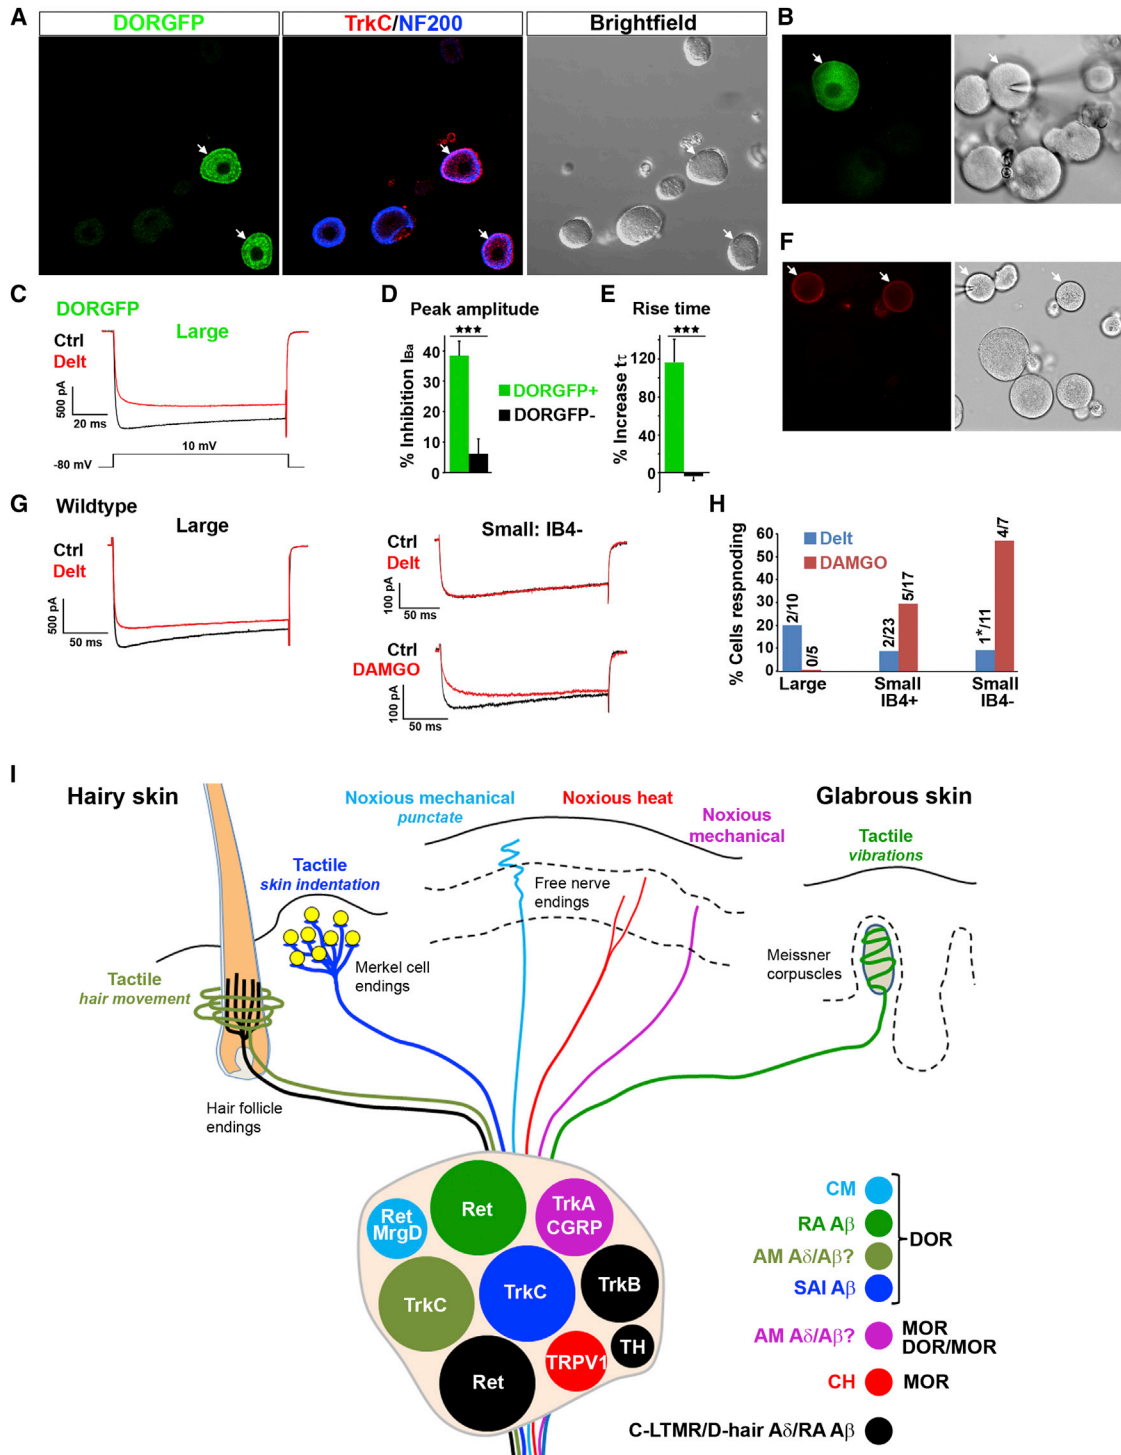 A
DORGFP
TrkC/NF200
Brightfield
B
F
C
DORGFP
Large
Ctrl
Delt
500 pA
20 ms
10 mV
-80 mV
D
Peak amplitude
★★★
% Inhibition IBa
40
30
20
10
0
DORGFP+
DORGFP-
E
Rise time
★★★
% Increase tτ
120
80
40
0
G
Wildtype
Large
Ctrl
Delt
500 pA
50 ms
Small: IB4-
Ctrl
Delt
100 pA
50 ms
Ctrl
DAMGO
100 pA
50 ms
H
% Cells respnoding
60
50
40
30
20
10
0
Delt
DAMGO
2/10
0/5
2/23
5/17
1*/11
4/7
Large
Small
IB4+
Small
IB4-
I
Hairy skin
Noxious mechanical
punctate
Noxious heat
Noxious
mechanical
Glabrous skin
Tactile
vibrations
Tactile
skin indentation
Free nerve
endings
Merkel cell
endings
Meissner
corpuscles
Tactile
hair movement
Hair follicle
endings
Ret
MrgD
Ret
TrkA
CGRP
TrkC
TrkC
TrkB
Ret
TRPV1
TH
CM
RA Aβ
AM Aδ/Aβ?
SAI Aβ
DOR
AM Aδ/Aβ?
MOR
DOR/MOR
CH
MOR
C-LTMR/D-hair Aδ/RA Aβ